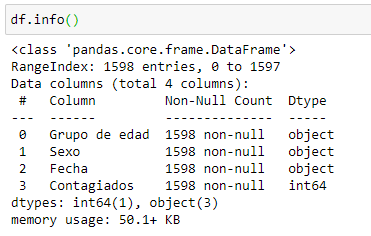 df.info()
<class 'pandas.core.frame.DataFrame'>
RangeIndex: 1598 entries, 0 to 1597
Data columns (total 4 columns):
 #   Column         Non-Null Count  Dtype
---  ------         --------------  -----
 0   Grupo de edad  1598 non-null   object
 1   Sexo           1598 non-null   object
 2   Fecha          1598 non-null   object
 3   Contagiados    1598 non-null   int64
dtypes: int64(1), object(3)
memory usage: 50.1+ KB